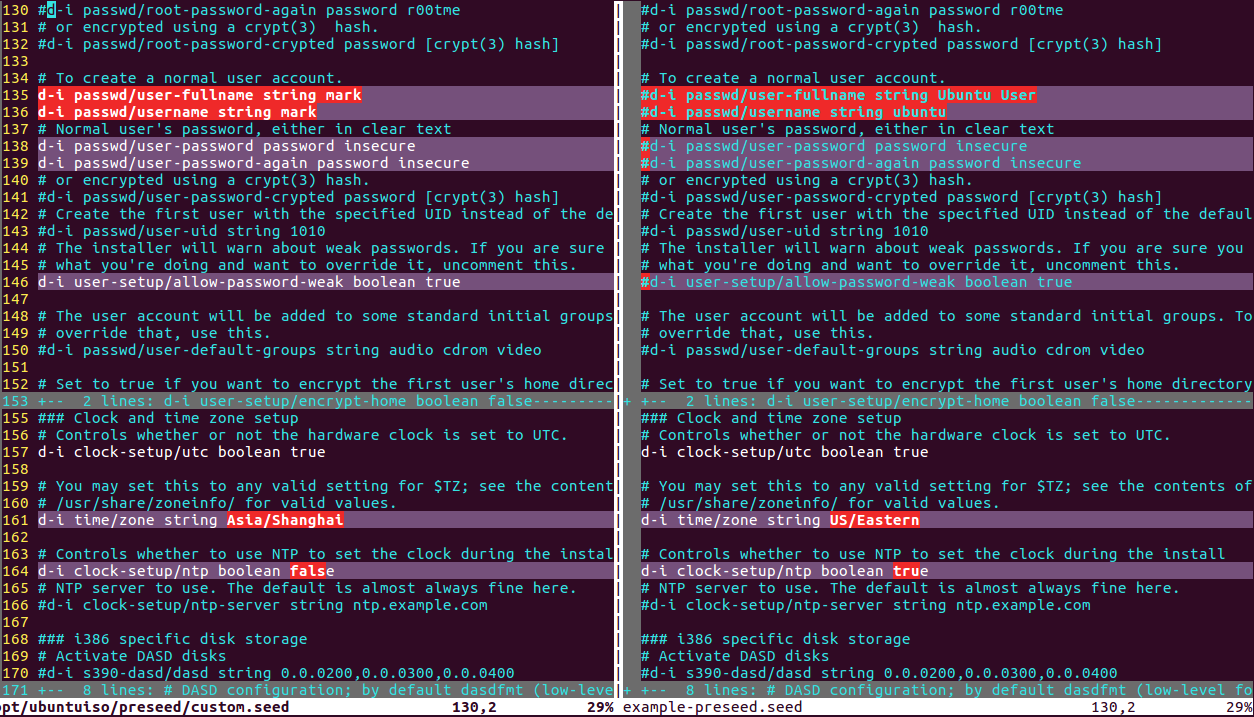 130 #d-i passwd/root-password-again password r00tme
131 # or encrypted using a crypt(3)  hash.
132 #d-i passwd/root-password-crypted password [crypt(3) hash]
133
134 # To create a normal user account.
135 d-i passwd/user-fullname string mark
136 d-i passwd/username string mark
137 # Normal user's password, either in clear text
138 d-i passwd/user-password password insecure
139 d-i passwd/user-password-again password insecure
140 # or encrypted using a crypt(3) hash.
141 #d-i passwd/user-password-crypted password [crypt(3) hash]
142 # Create the first user with the specified UID instead of the de
143 #d-i passwd/user-uid string 1010
144 # The installer will warn about weak passwords. If you are sure
145 # what you're doing and want to override it, uncomment this.
146 d-i user-setup/allow-password-weak boolean true
147
148 # The user account will be added to some standard initial groups
149 # override that, use this.
150 #d-i passwd/user-default-groups string audio cdrom video
151
152 # Set to true if you want to encrypt the first user's home direc
153 +--  2 lines: d-i user-setup/encrypt-home boolean false---------
155 ### Clock and time zone setup
156 # Controls whether or not the hardware clock is set to UTC.
157 d-i clock-setup/utc boolean true
158
159 # You may set this to any valid setting for $TZ; see the content
160 # /usr/share/zoneinfo/ for valid values.
161 d-i time/zone string Asia/Shanghai
162
163 # Controls whether to use NTP to set the clock during the instal
164 d-i clock-setup/ntp boolean false
165 # NTP server to use. The default is almost always fine here.
166 #d-i clock-setup/ntp-server string ntp.example.com
167
168 ### i386 specific disk storage
169 # Activate DASD disks
170 #d-i s390-dasd/dasd string 0.0.0200,0.0.0300,0.0.0400
171 +--  8 lines: # DASD configuration; by default dasdfmt (low-leve
opt/ubuntuiso/preseed/custom.seed 130,2 29%
#d-i passwd/root-password-again password r00tme
# or encrypted using a crypt(3)  hash.
#d-i passwd/root-password-crypted password [crypt(3) hash]
# To create a normal user account.
#d-i passwd/user-fullname string Ubuntu User
#d-i passwd/username string ubuntu
# Normal user's password, either in clear text
#d-i passwd/user-password password insecure
#d-i passwd/user-password-again password insecure
# or encrypted using a crypt(3) hash.
#d-i passwd/user-password-crypted password [crypt(3) hash]
# Create the first user with the specified UID instead of the defaul
#d-i passwd/user-uid string 1010
# The installer will warn about weak passwords. If you are sure you
# what you're doing and want to override it, uncomment this.
#d-i user-setup/allow-password-weak boolean true
# The user account will be added to some standard initial groups. To
# override that, use this.
#d-i passwd/user-default-groups string audio cdrom video
# Set to true if you want to encrypt the first user's home directory
+ +--  2 lines: d-i user-setup/encrypt-home boolean false-------------
### Clock and time zone setup
# Controls whether or not the hardware clock is set to UTC.
d-i clock-setup/utc boolean true
# You may set this to any valid setting for $TZ; see the contents of
# /usr/share/zoneinfo/ for valid values.
d-i time/zone string US/Eastern
# Controls whether to use NTP to set the clock during the install
d-i clock-setup/ntp boolean true
# NTP server to use. The default is almost always fine here.
#d-i clock-setup/ntp-server string ntp.example.com
### i386 specific disk storage
# Activate DASD disks
#d-i s390-dasd/dasd string 0.0.0200,0.0.0300,0.0.0400
+ +--  8 lines: # DASD configuration; by default dasdfmt (low-level fo
example-preseed.seed 130,2 29%